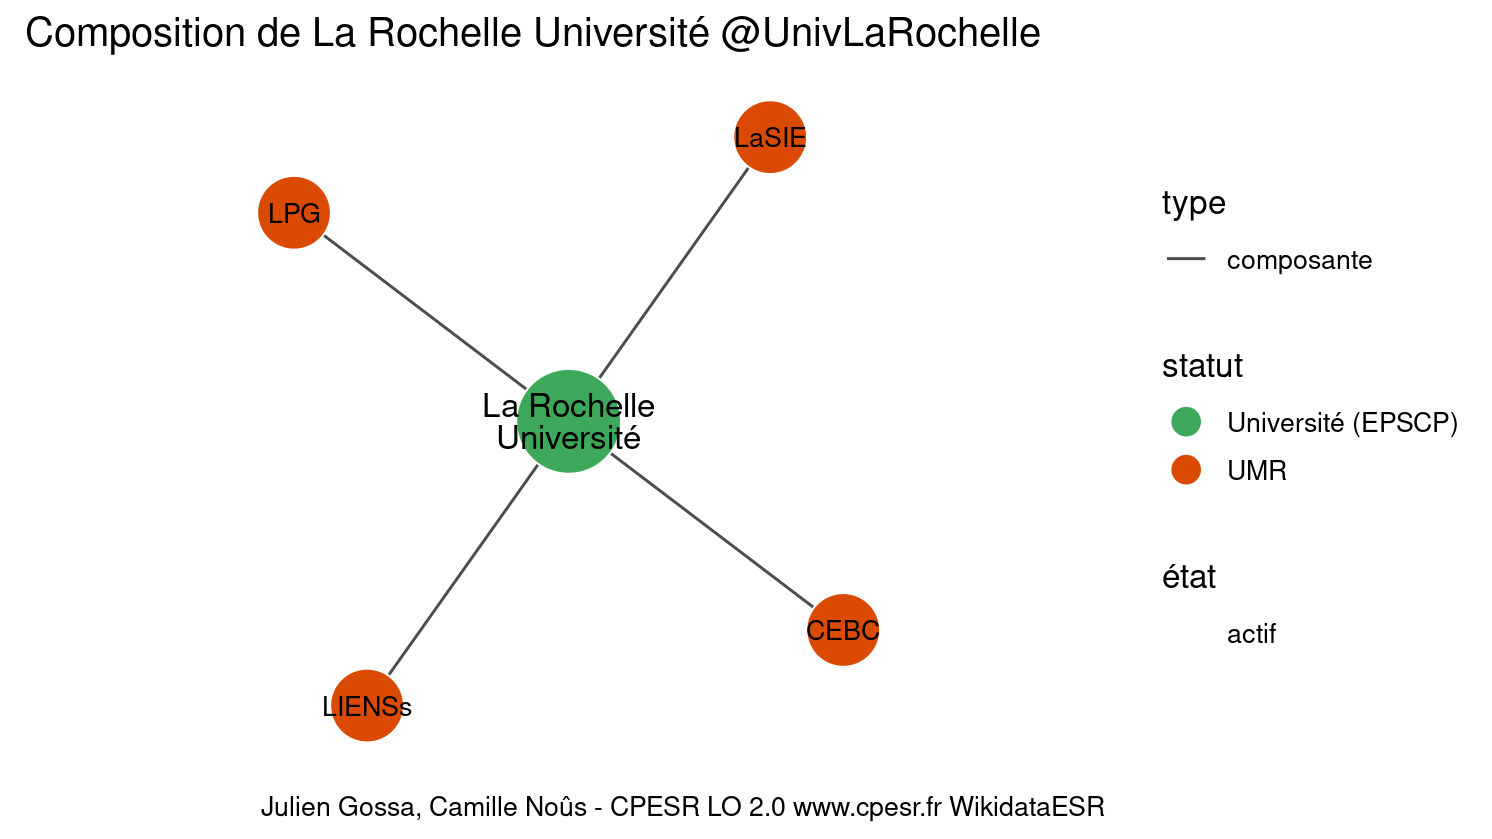 Composition de La Rochelle Université @UnivLaRochelle
LaSIE
LPG
La Rochelle
Université
CEBC
LIENSs
type
composante
statut
Université (EPSCP)
UMR
état
actif
Julien Gossa, Camille Noûs - CPESR LO 2.0 www.cpesr.fr WikidataESR